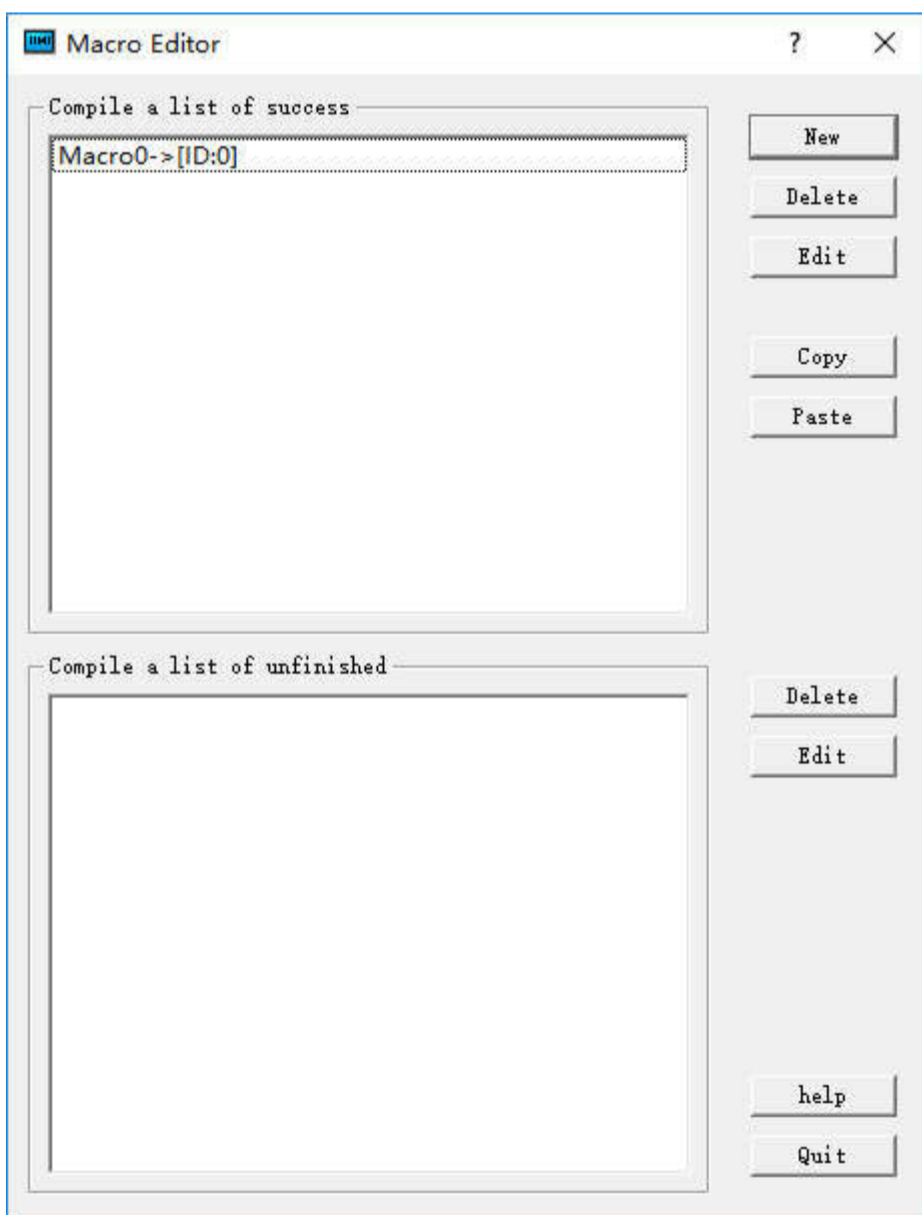 Macro Editor
?
Compile a list of success
Macro0->[ID:0]
New
Delete
Edit
Copy
Paste
Compile a list of unfinished
Delete
Edit
help
Quit